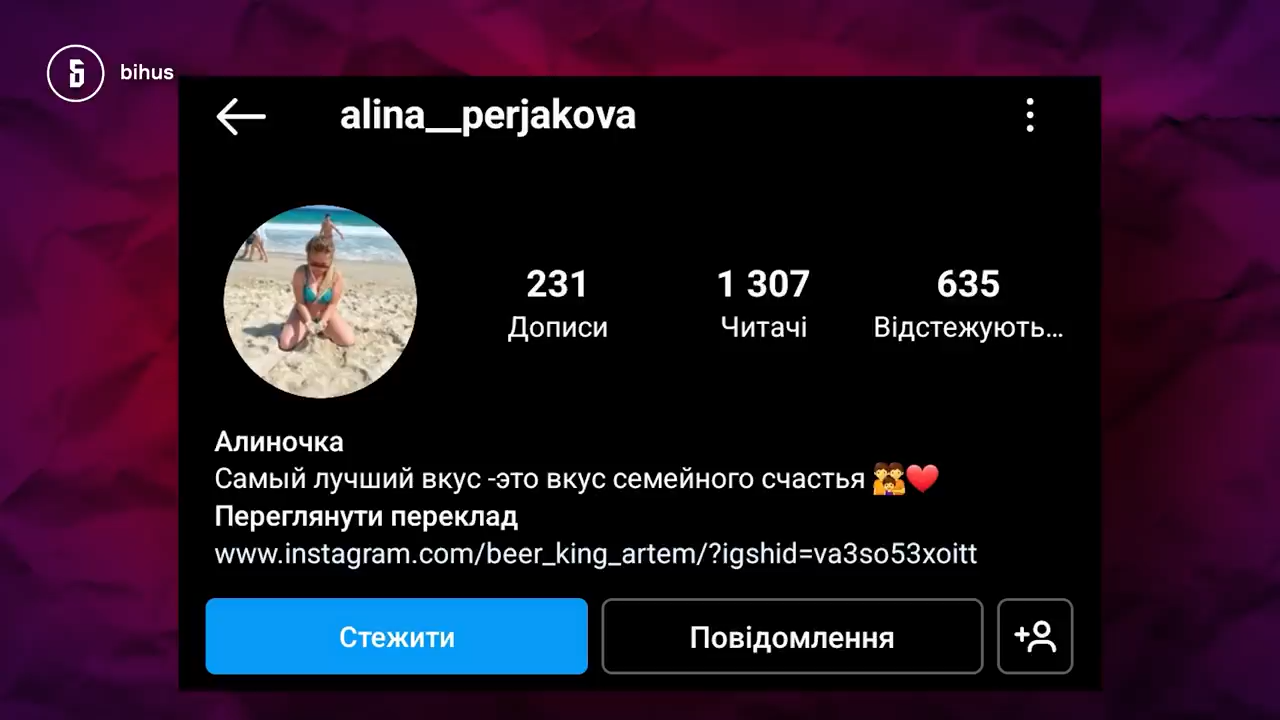 bihus
alina__perjakova
231
Дописи
1 307
Читачі
635
Відстежують...
Алиночка
Самый лучший вкус -это вкус семейного счастья
Переглянути переклад
www.instagram.com/beer_king_artem/?igshid=va3so53xoitt
Стежити
Повідомлення